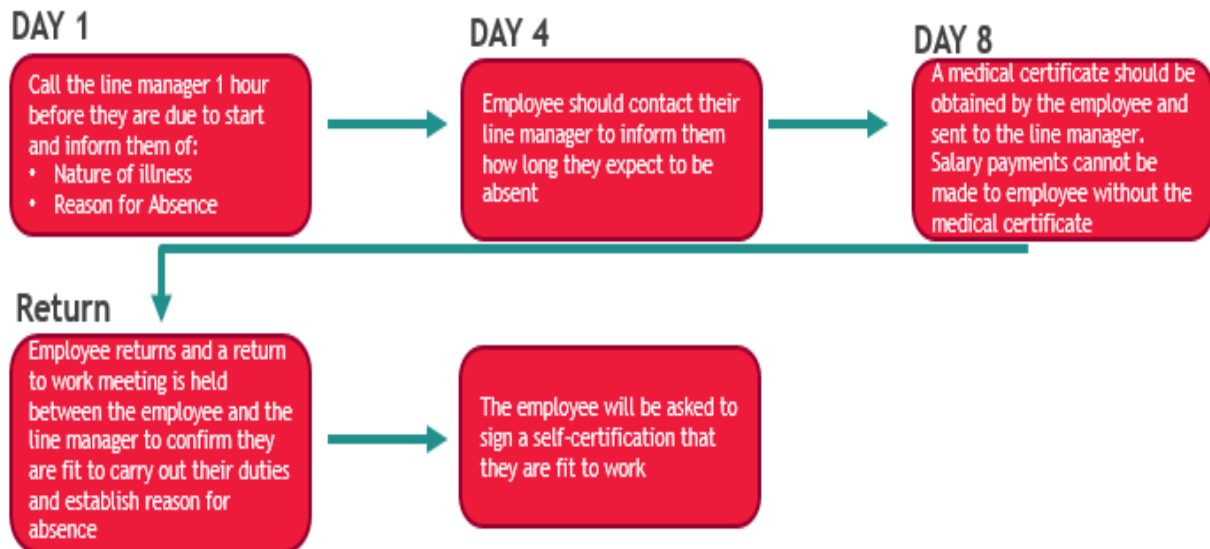 DAY 1
Call the line manager 1 hour
before they are due to start
and inform them of:
• Nature of illness
• Reason for Absence
DAY 4
Employee should contact their
line manager to inform them
how long they expect to be
absent
DAY 8
A medical certificate should be
obtained by the employee and
sent to the line manager.
Salary payments cannot be
made to employee without the
medical certificate
Return
Employee returns and a return
to work meeting is held
between the employee and the
line manager to confirm they
are fit to carry out their duties
and establish reason for
absence
The employee will be asked to
sign a self-certification that
they are fit to work